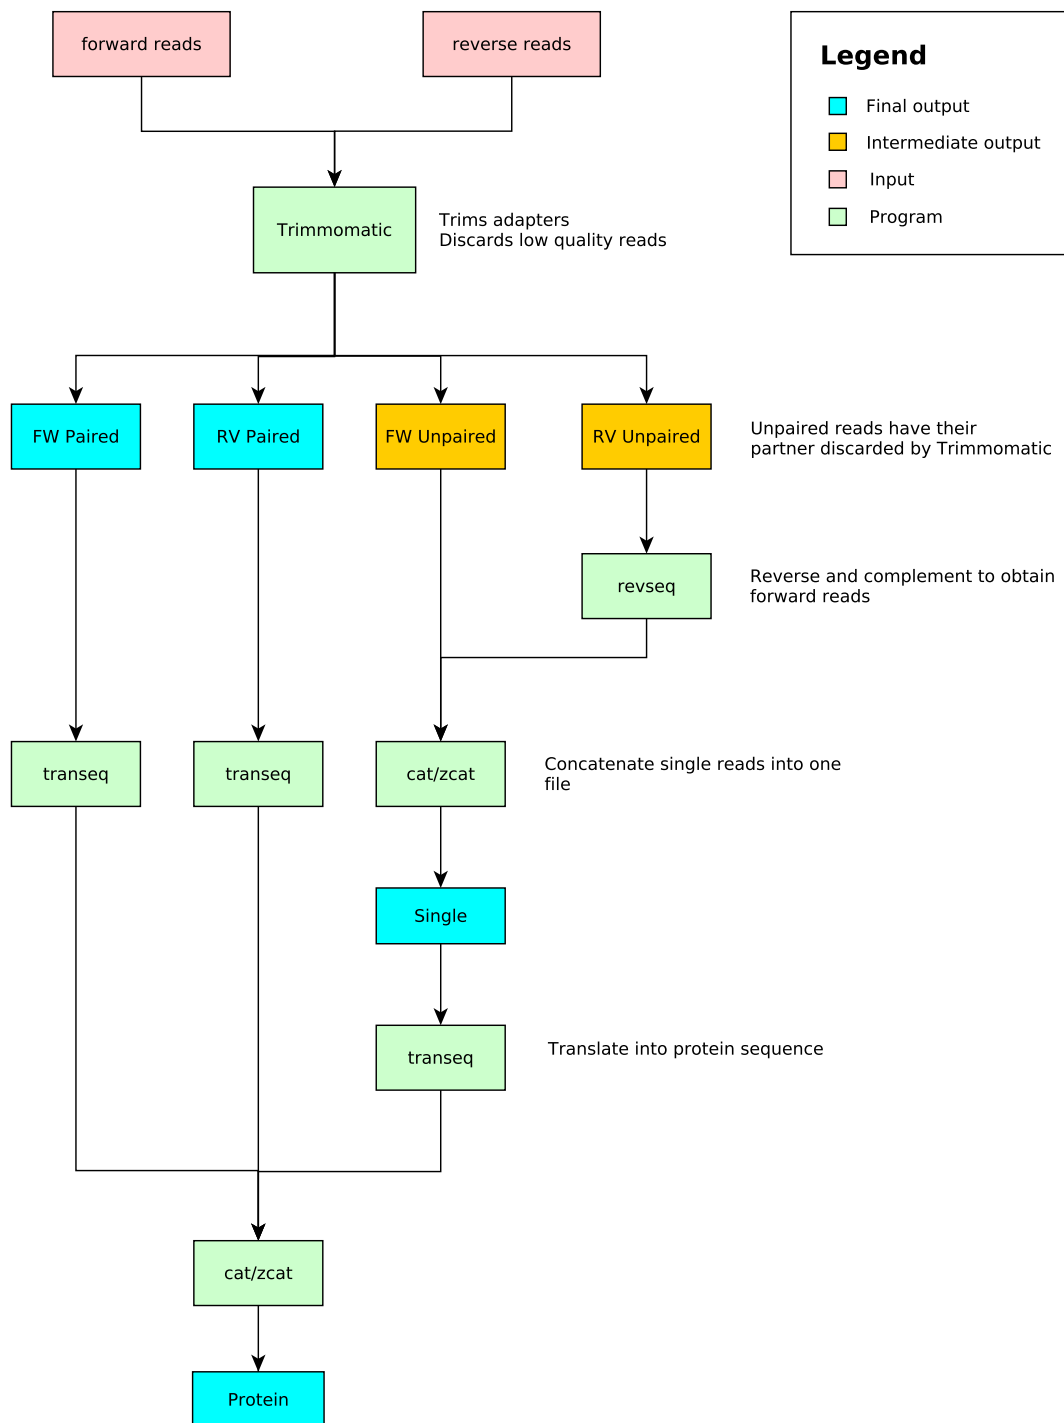 forward reads
reverse reads
Legend
Final output
Intermediate output
Input
Program
Trimmomatic
Trims adapters
Discards low quality reads
FW Paired
RV Paired
FW Unpaired
RV Unpaired
Unpaired reads have their
partner discarded by Trimmomatic
revseq
Reverse and complement to obtain
forward reads
transeq
transeq
cat/zcat
Concatenate single reads into one
file
Single
transeq
Translate into protein sequence
cat/zcat
Protein